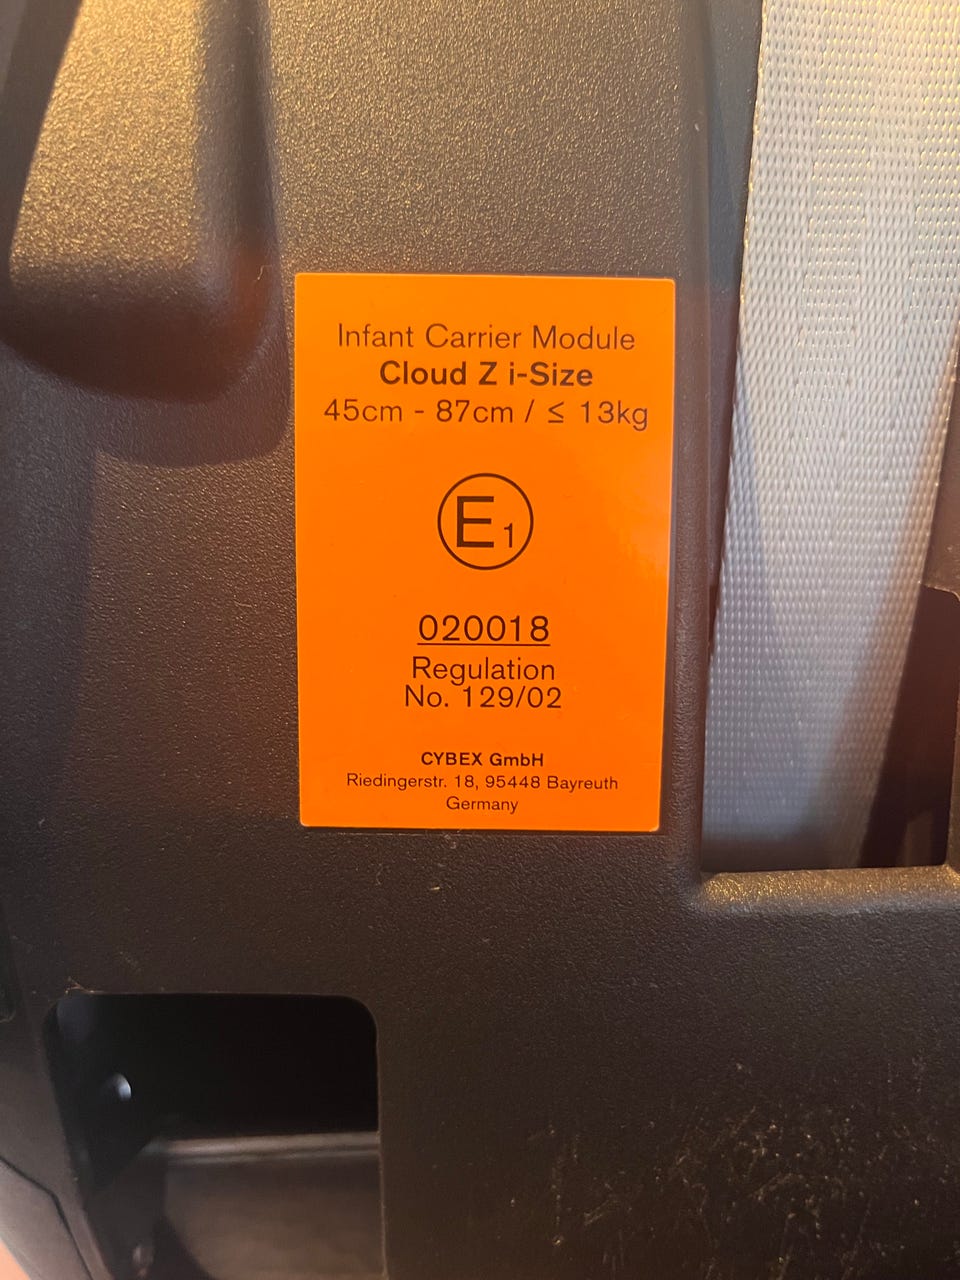 Infant Carrier Module
Cloud Z i-Size
45cm - 87cm / ≤ 13kg
E1
020018
Regulation
No. 129/02
CYBEX GmbH
Riedingerstr. 18, 95448 Bayreuth
Germany